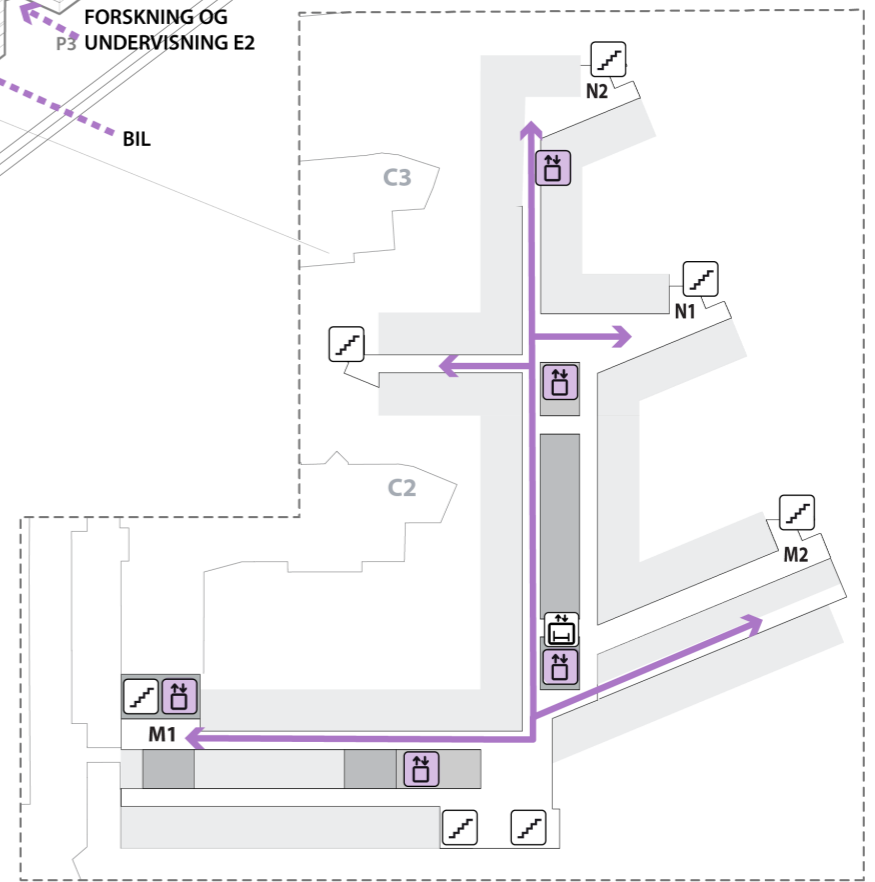 FORSKNING OG
P3 UNDERVISNING E2
BIL
N2
C3
N1
C2
M2
M1